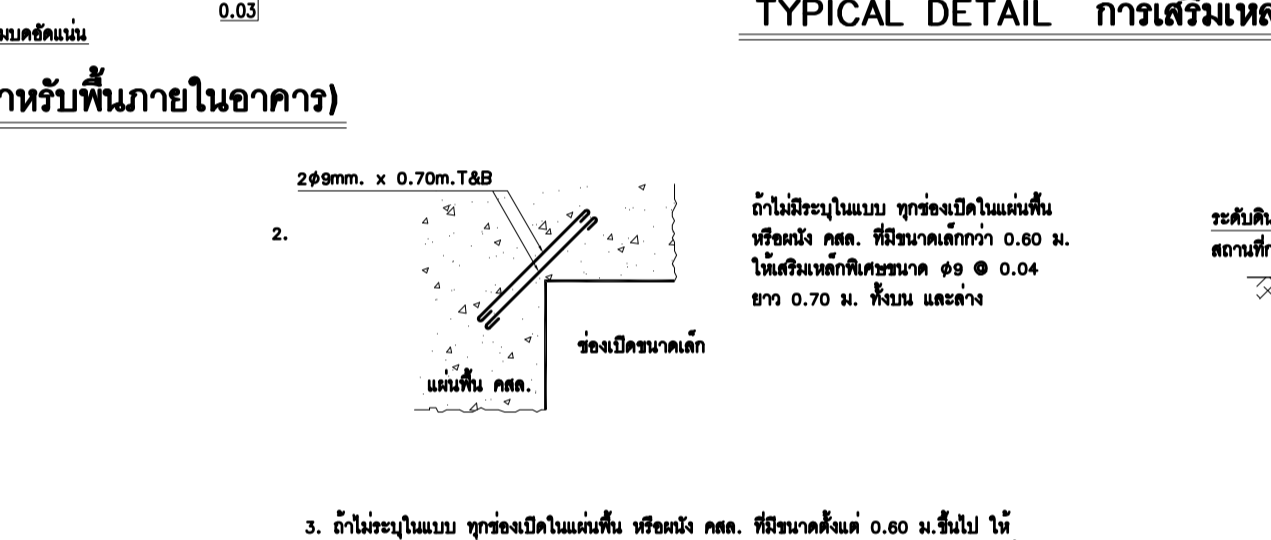 0.03
TYPICAL DETAIL การเสริมเหล
มบดอัดแน่น
าหรับพื้นภายในอาคาร)
2φ9mm. x 0.70m.T&B
2.
ช่องเปิดขนาดเล็ก
แผ่นพื้น คสล.
ถ้าไม่มีระบุในแบบ ทุกช่องเปิดในแผ่นพื้น
หรือผนัง คสล. ที่มีขนาดเล็กกว่า 0.60 ม.
ให้เสริมเหล็กพิเศษขนาด φ9 @ 0.04
ยาว 0.70 ม. ทั้งบน และล่าง
ระดับดิน
สถานที่ก
3. ถ้าไม่ระบุในแบบ ทุกช่องเปิดในแผ่นพื้น หรือผนัง คสล. ที่มีขนาดตั้งแต่ 0.60 ม.ขึ้นไป ให้